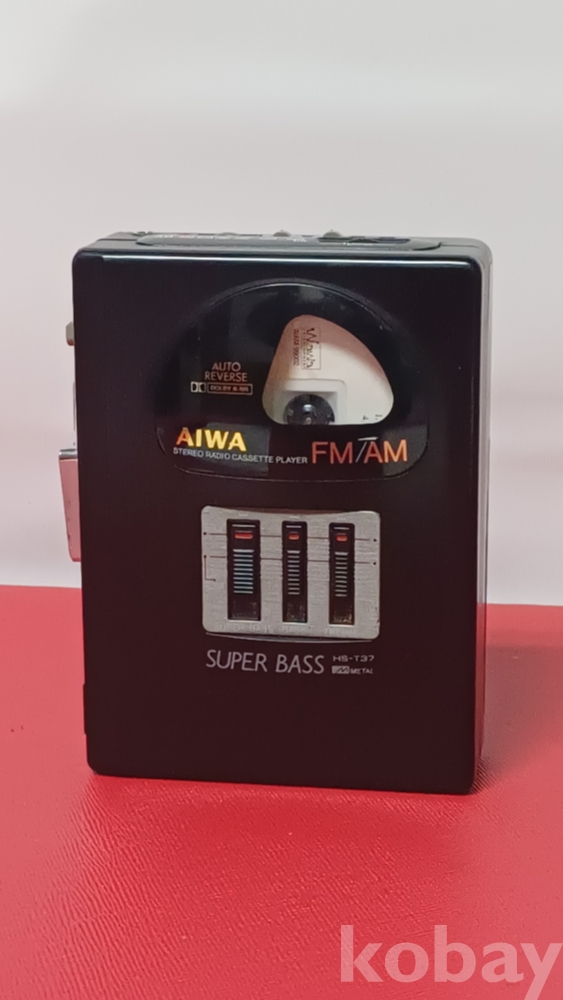 AUTO
REVERSE
DOLBY B NR
AIWA
STEREO RADIO CASSETTE PLAYER
FM/AM
SUPER BASS
HS-T37
METAL
kobay